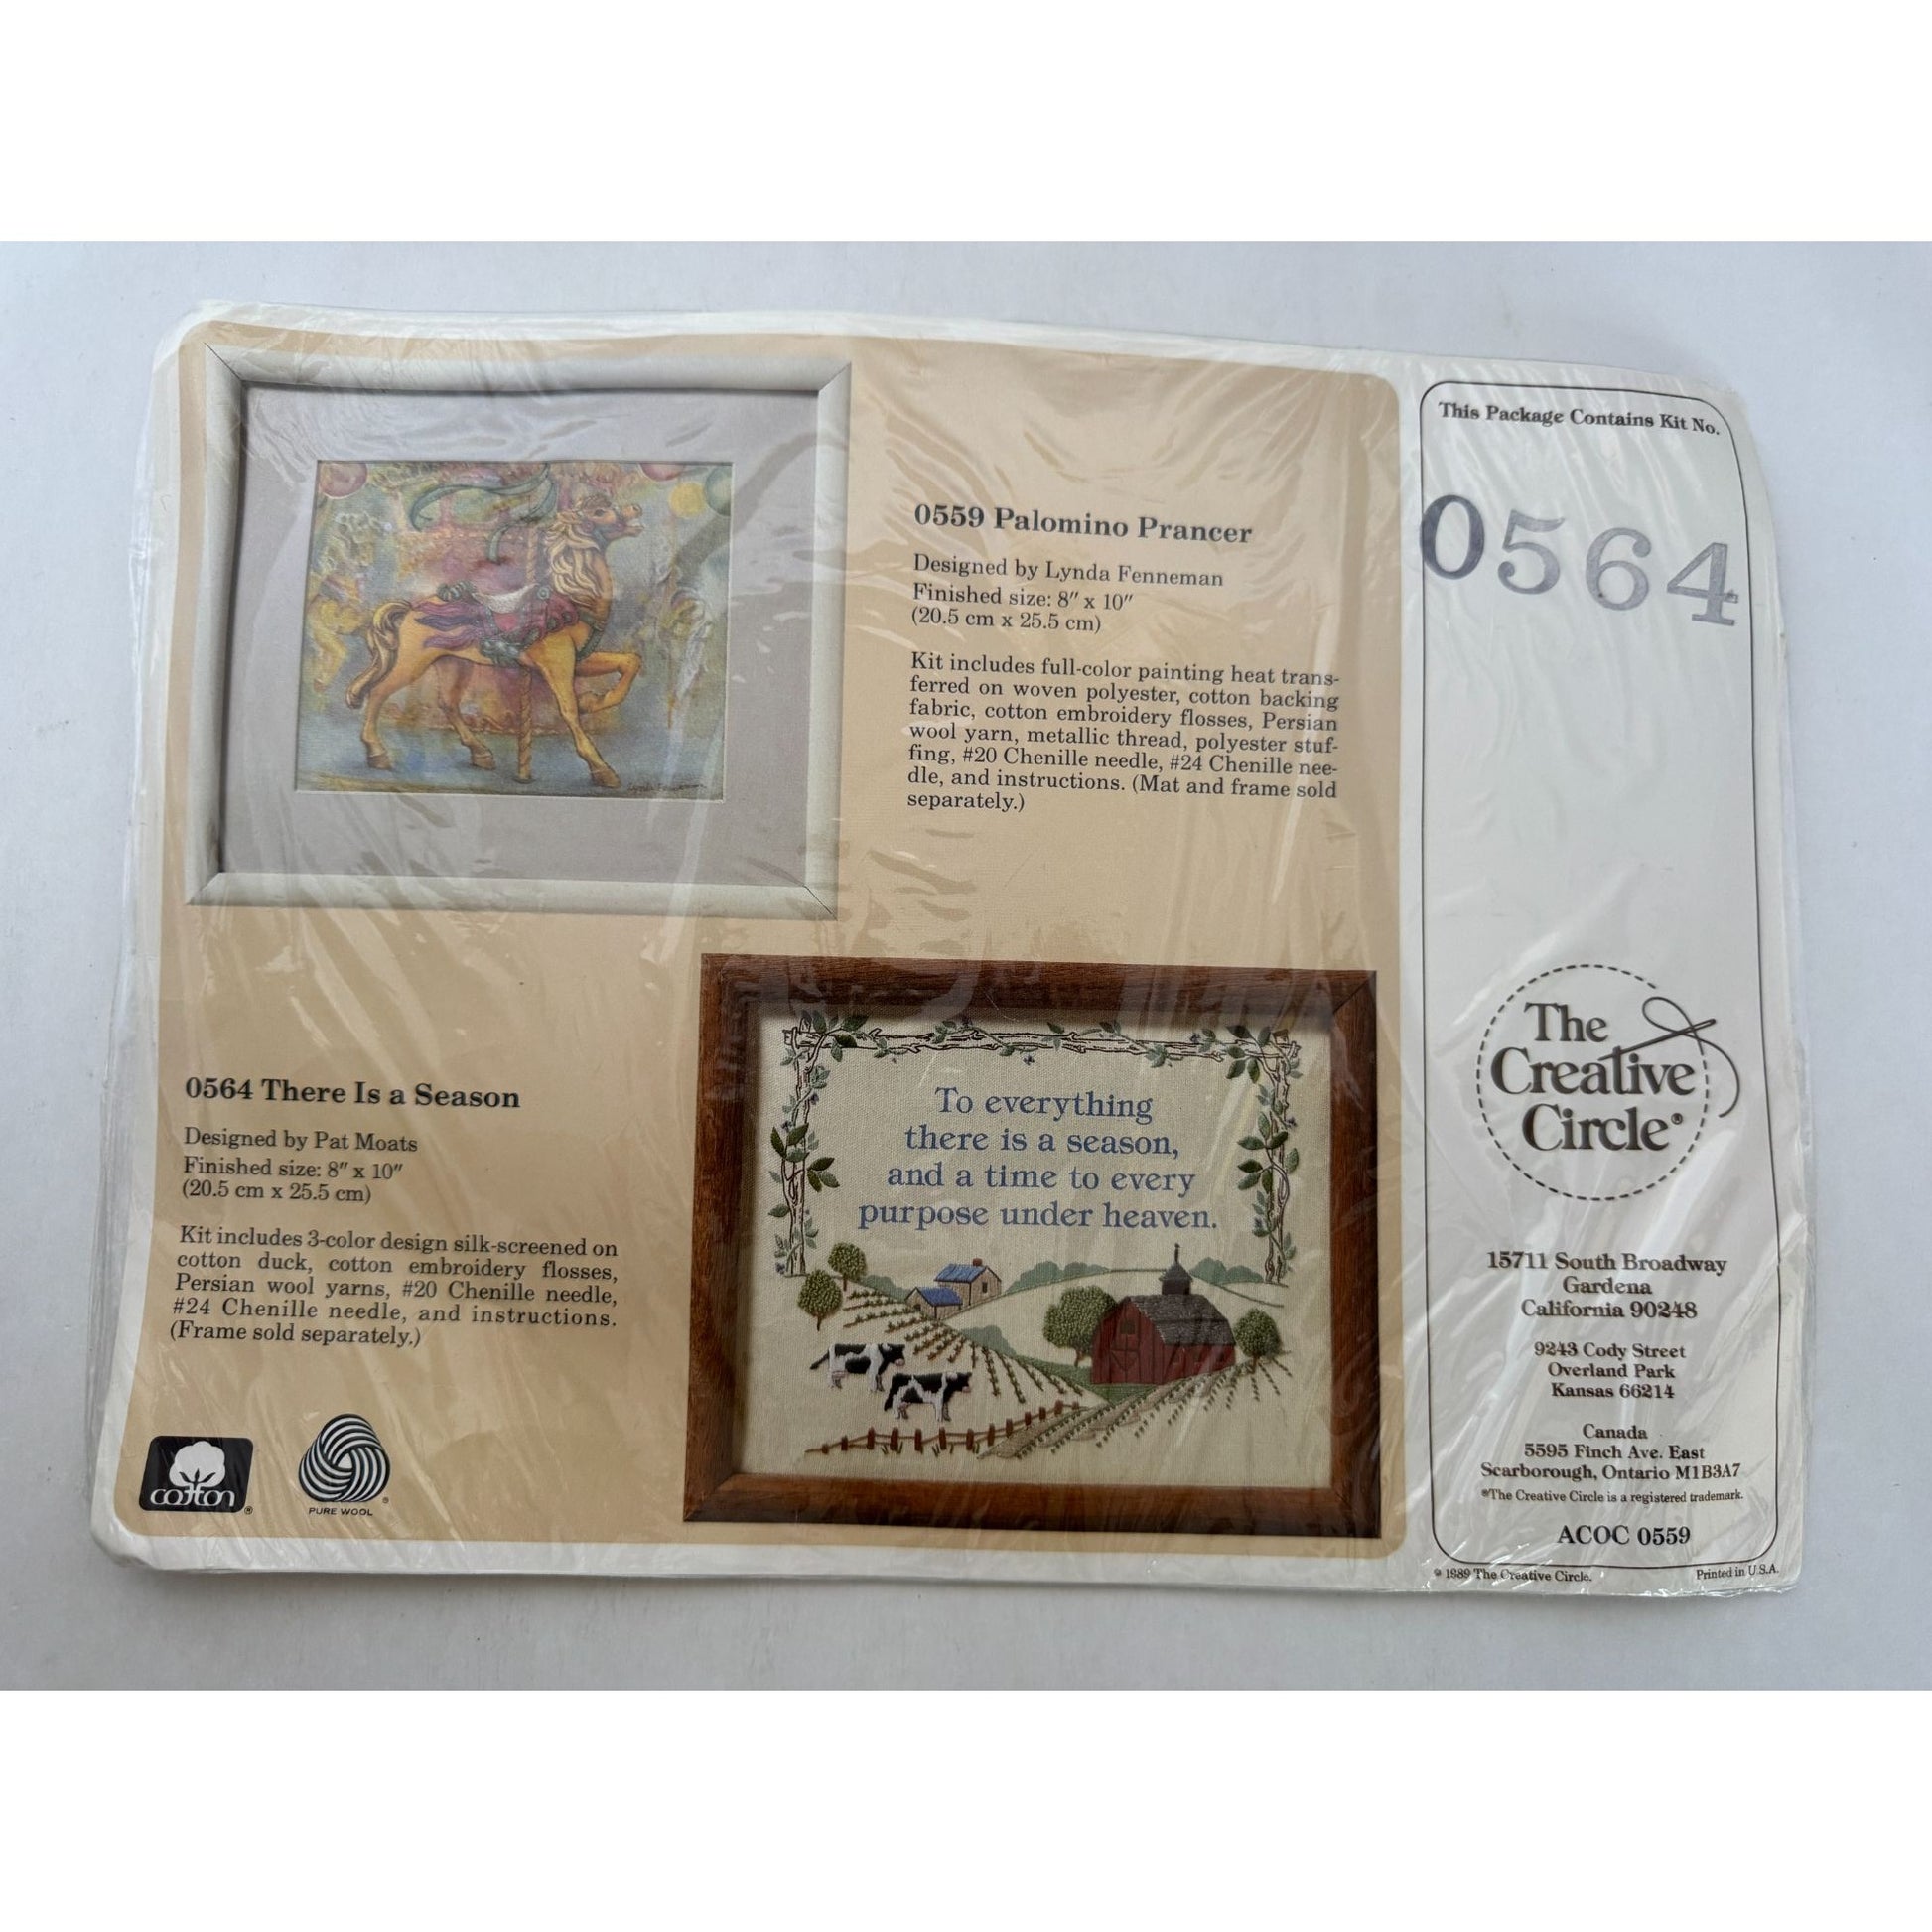 0559 Palomino Prancer
Designed by Lynda Fenneman
Finished size: 8" x 10"
(20.5 cm x 25.5 cm)
Kit includes full-color painting heat trans-
ferred on woven polyester, cotton backing
fabric, cotton embroidery flosses, Persian
wool yarn, metallic thread, polyester stuf-
fing, #20 Chenille needle, #24 Chenille nee-
dle, and instructions. (Mat and frame sold
separately.)
Lynda Fenneman
0564 There Is a Season
Designed by Pat Moats
Finished size: 8" x 10"
(20.5 cm x 25.5 cm)
Kit includes 3-color design silk-screened on
cotton duck, cotton embroidery flosses,
Persian wool yarns, #20 Chenille needle,
#24 Chenille needle, and instructions.
(Frame sold separately.)
cotton®
PURE WOOL ®
To everything
there is a season,
and a time to every
purpose under heaven.
This Package Contains Kit No.
0564
The
Creative
Circle®
15711 South Broadway
Gardena
California 90248
9243 Cody Street
Overland Park
Kansas 66214
Canada
5595 Finch Ave. East
Scarborough, Ontario M1B3A7
®The Creative Circle is a registered trademark.
ACOC 0559
© 1989 The Creative Circle.
Printed in U.S.A.